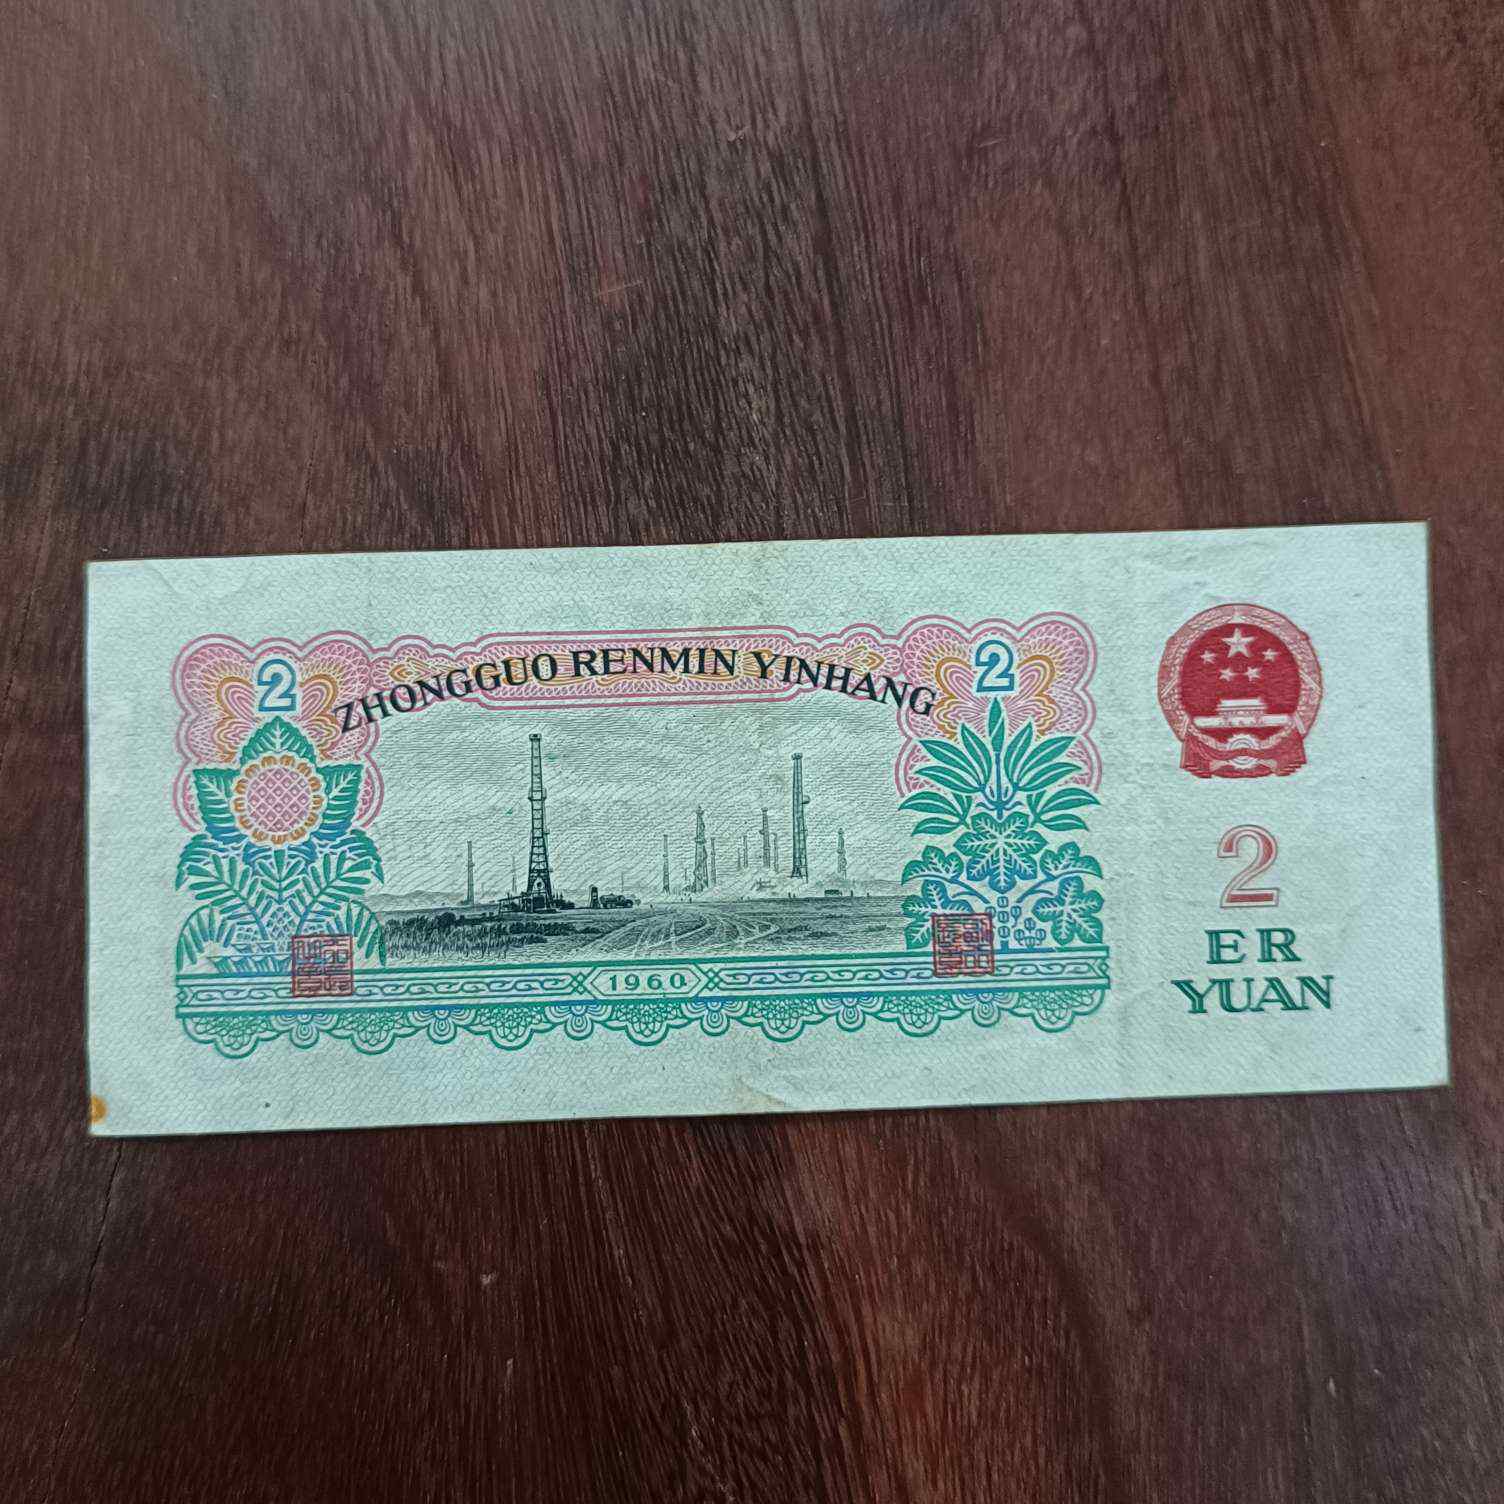 2
ZHONGGUO RENMIN YINHANG
2
2
ER
YUAN
1960